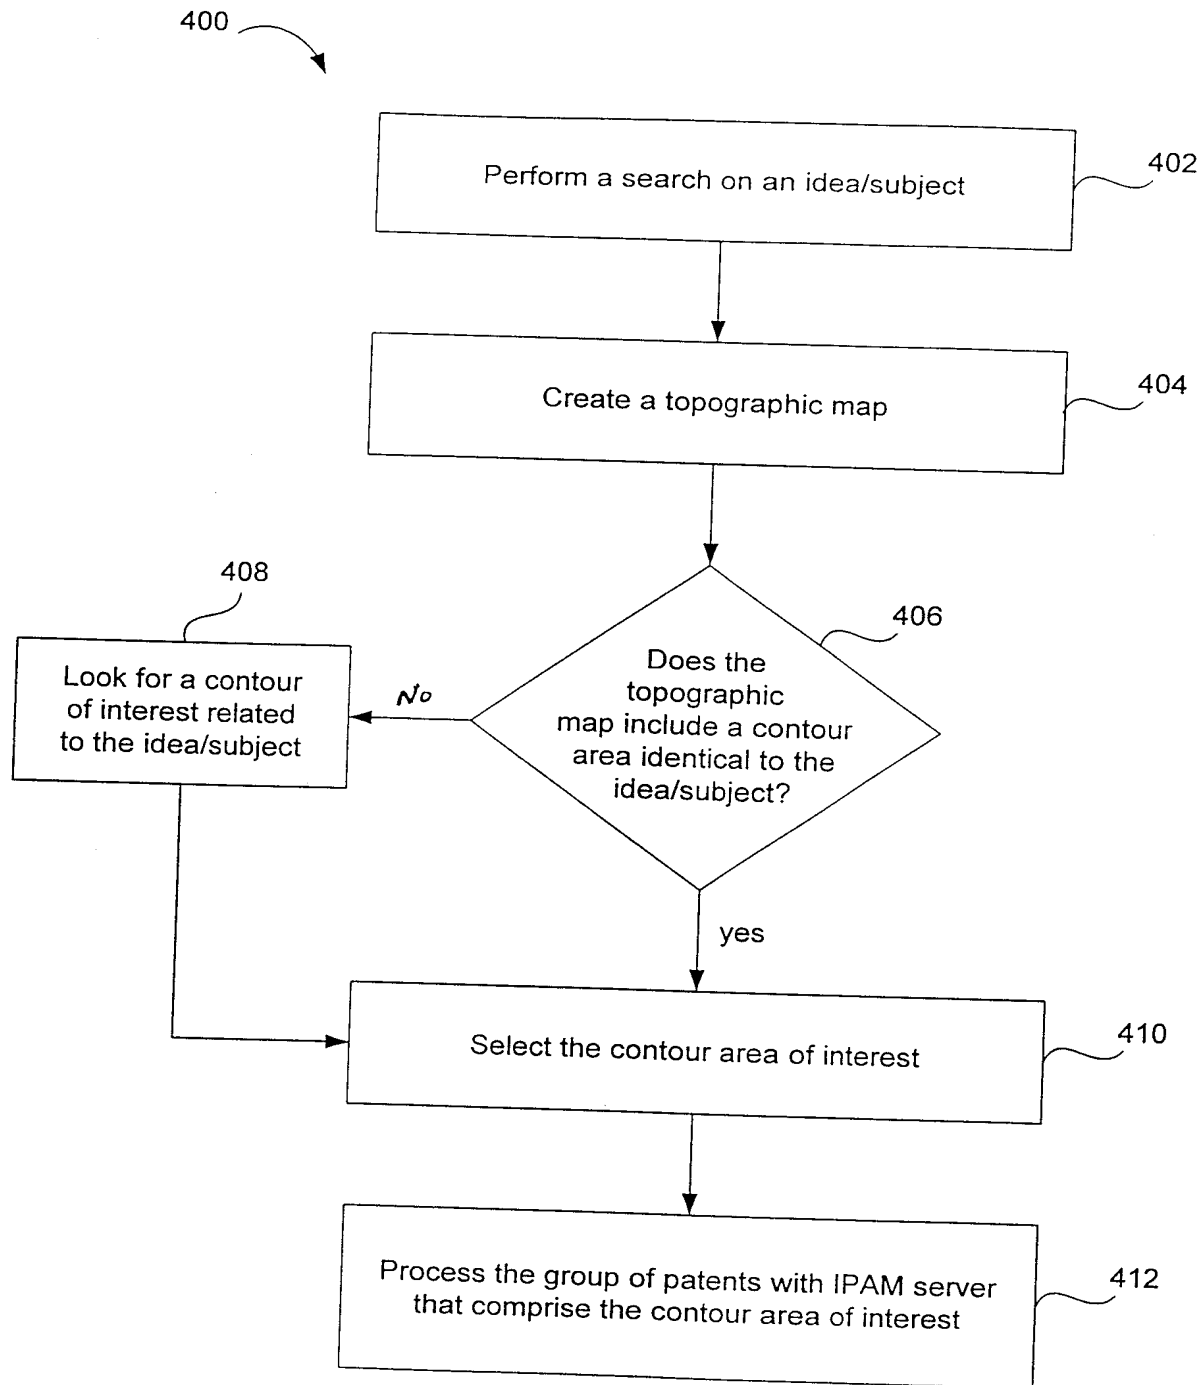 400
Perform a search on an idea/subject
402
Create a topographic map
404
408
406
Look for a contour
of interest related
to the idea/subject
No
Does the
topographic
map include a contour
area identical to the
idea/subject?
yes
Select the contour area of interest
410
Process the group of patents with IPAM server
that comprise the contour area of interest
412